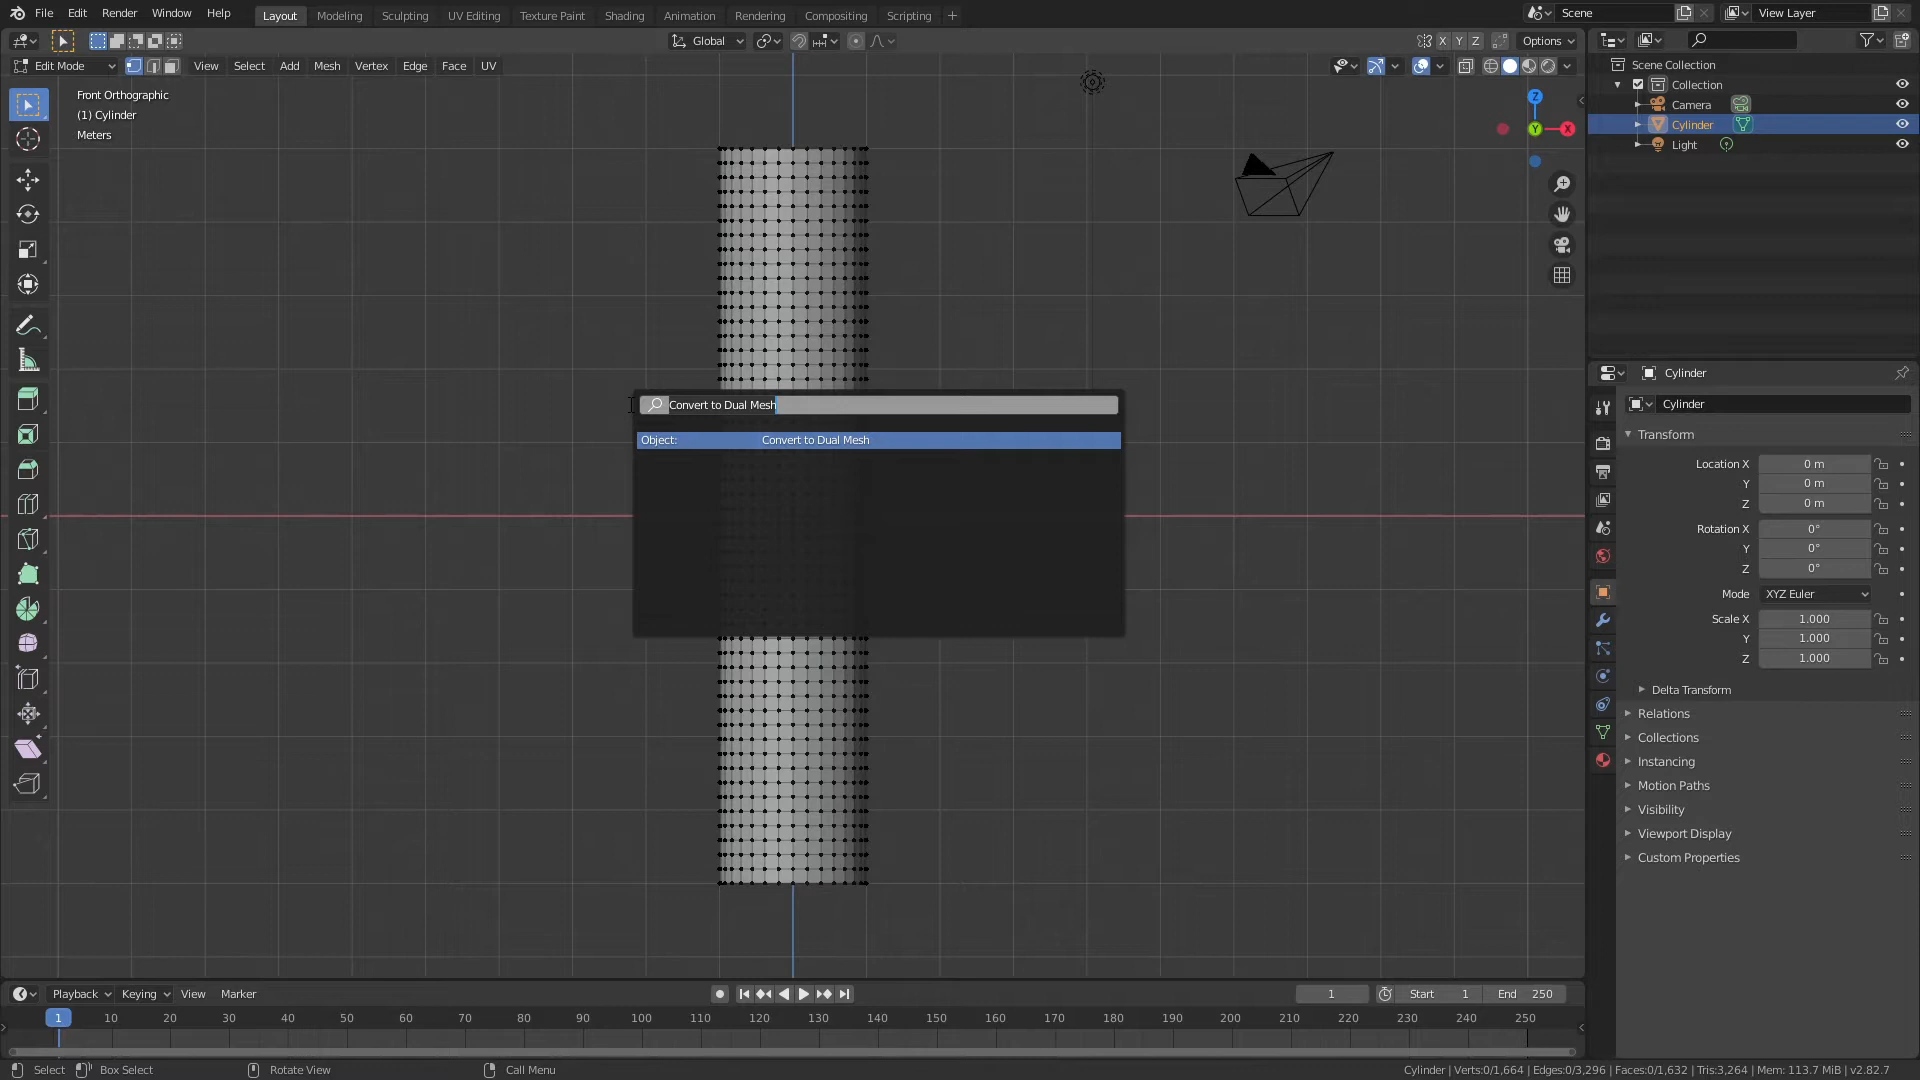 File Edit Render Window Help Layout Modeling Sculpting UV Editing Texture Paint Shading Animation Rendering Compositing Scripting + Scene View Layer
Global X Y Z Options
Edit Mode View Select Add Mesh Vertex Edge Face UV
Front Orthographic
(1) Cylinder
Meters
Z
Y
X
Scene Collection
Collection
Camera
Cylinder
Light
Convert to Dual Mesh
Object: Convert to Dual Mesh
Cylinder
Cylinder
Transform
Location X 0 m
Y 0 m
Z 0 m
Rotation X 0°
Y 0°
Z 0°
Mode XYZ Euler
Scale X 1.000
Y 1.000
Z 1.000
Delta Transform
Relations
Collections
Instancing
Motion Paths
Visibility
Viewport Display
Custom Properties
Playback Keying View Marker 1 Start 1 End 250
1 10 20 30 40 50 60 70 80 90 100 110 120 130 140 150 160 170 180 190 200 210 220 230 240 250
Select Box Select Rotate View Call Menu Cylinder | Verts:0/1,664 | Edges:0/3,296 | Faces:0/1,632 | Tris:3,264 | Mem: 113.7 MiB | v2.82.7